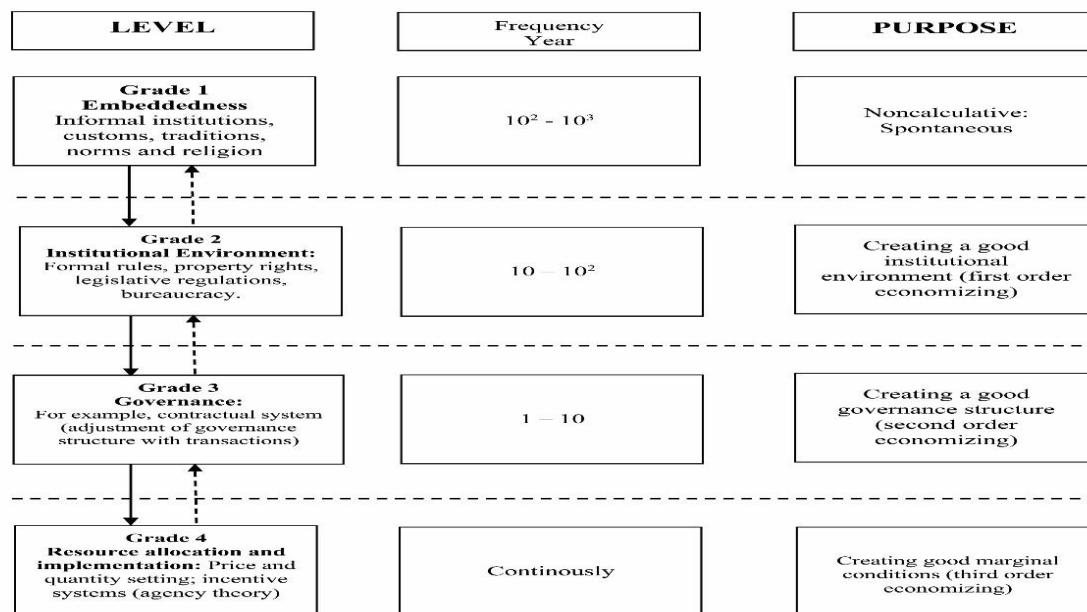 LEVEL
Frequency
Year
PURPOSE
Grade 1
Embeddedness
Informal institutions,
customs, traditions,
norms and religion
10² - 10³
Noncalculative:
Spontaneous
Grade 2
Institutional Environment:
Formal rules, property rights,
legislative regulations,
burcaucracy.
10 – 10²
Creating a good
institutional
environment (first order
economizing)
Grade 3
Governance:
For example, contractual system
(adjustment of governance
structure with transactions)
1 – 10
Creating a good
governance structure
(second order
economizing)
Grade 4
Resource allocation and
implementation: Price and
quantity setting; incentive
systems (agency theory)
Continously
Creating good marginal
conditions (third order
economizing)